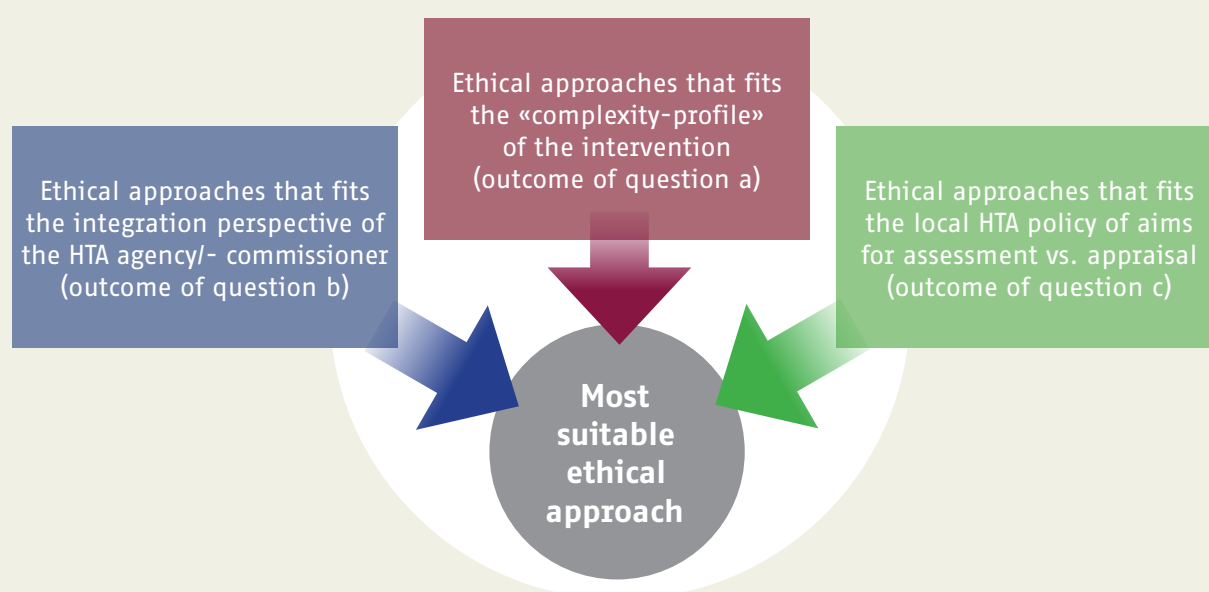 Ethical approaches that fits
the integration perspective of
the HTA agency/- commissioner
(outcome of question b)
Ethical approaches that fits
the «complexity-profile»
of the intervention
(outcome of question a)
Ethical approaches that fits
the local HTA policy of aims
for assessment vs. appraisal
(outcome of question c)
Most
suitable
ethical
approach